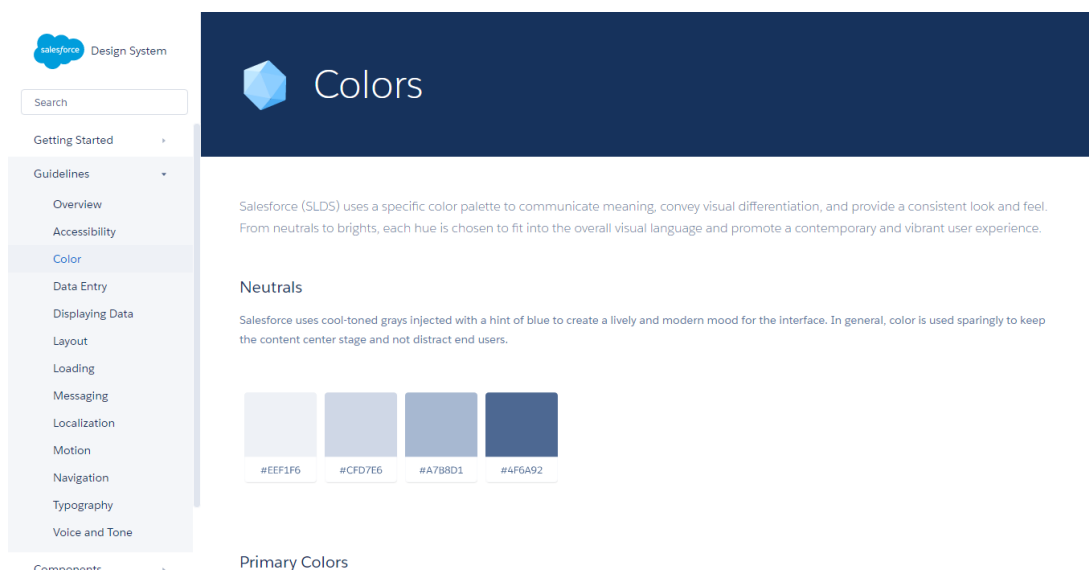 salesforce Design System
Search
Getting Started
Guidelines
Overview
Accessibility
Color
Data Entry
Displaying Data
Layout
Loading
Messaging
Localization
Motion
Navigation
Typography
Voice and Tone
Components
Colors
Salesforce (SLDS) uses a specific color palette to communicate meaning, convey visual differentiation, and provide a consistent look and feel.
From neutrals to brights, each hue is chosen to fit into the overall visual language and promote a contemporary and vibrant user experience.
Neutrals
Salesforce uses cool-toned grays injected with a hint of blue to create a lively and modern mood for the interface. In general, color is used sparingly to keep
the content center stage and not distract end users.
#EEF1F6 #CFD7E6 #A7B8D1 #4F6A92
Primary Colors